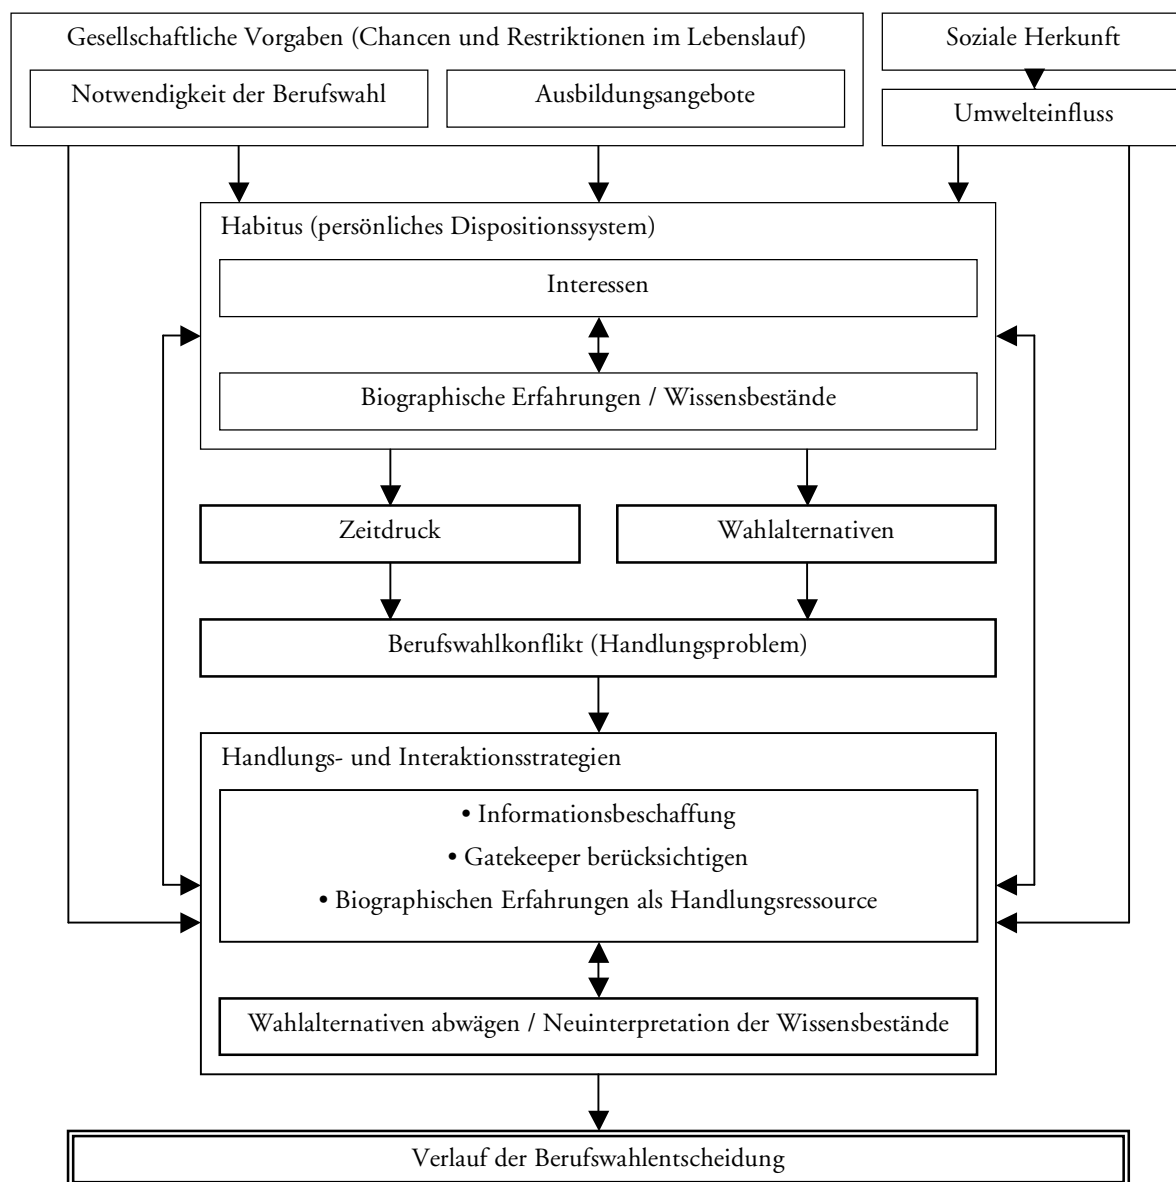 Gesellschaftliche Vorgaben (Chancen und Restriktionen im Lebenslauf)
Notwendigkeit der Berufswahl
Ausbildungsangebote
Soziale Herkunft
Umwelteinfluss
Habitus (persönliches Dispositionssystem)
Interessen
Biographische Erfahrungen / Wissensbestände
Zeitdruck
Wahlalternativen
Berufswahlkonflikt (Handlungsproblem)
Handlungs- und Interaktionsstrategien
• Informationsbeschaffung
• Gatekeeper berücksichtigen
• Biographischen Erfahrungen als Handlungsressource
Wahlalternativen abwägen / Neuinterpretation der Wissensbestände
Verlauf der Berufswahlentscheidung